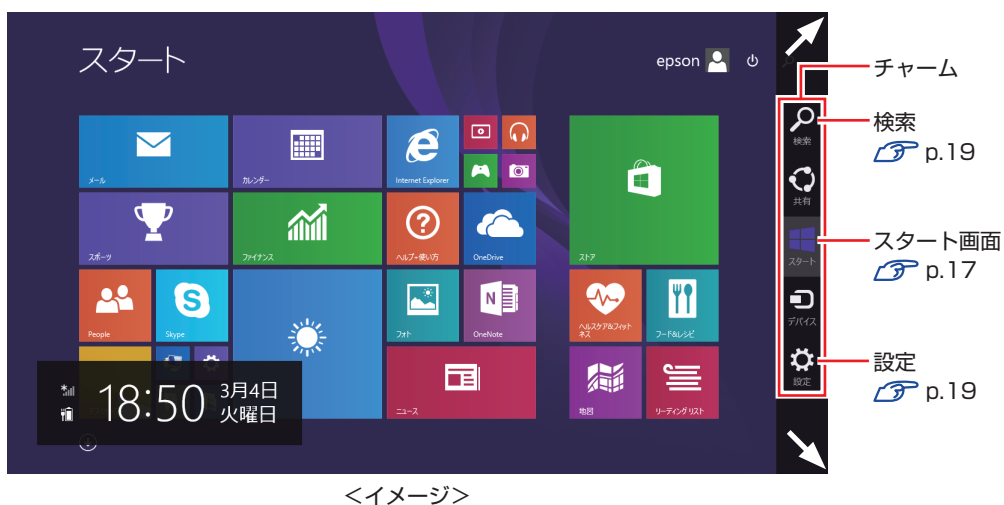 スタート
epson
チャーム
検索
p.19
検索
共有
スタート
スタート画面
p.17
デバイス
設定
設定
p.19
メール
カレンダー
Internet Explorer
スポーツ
ファイナンス
ヘルプ+使い方
OneDrive
ストア
People
Skype
フォト
OneNote
ヘルスケア&フィット
ネス
フード&レシピ
ニュース
地図
リーディング リスト
18:50
3月4日
火曜日
<イメージ>